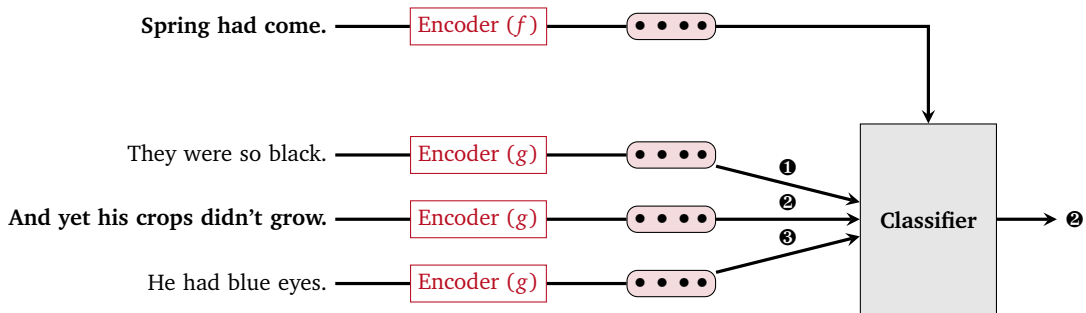 Spring had come. Encoder (f)
They were so black. Encoder (g) ❶
And yet his crops didn't grow. Encoder (g) ❷ Classifier ❷
He had blue eyes. Encoder (g) ❸